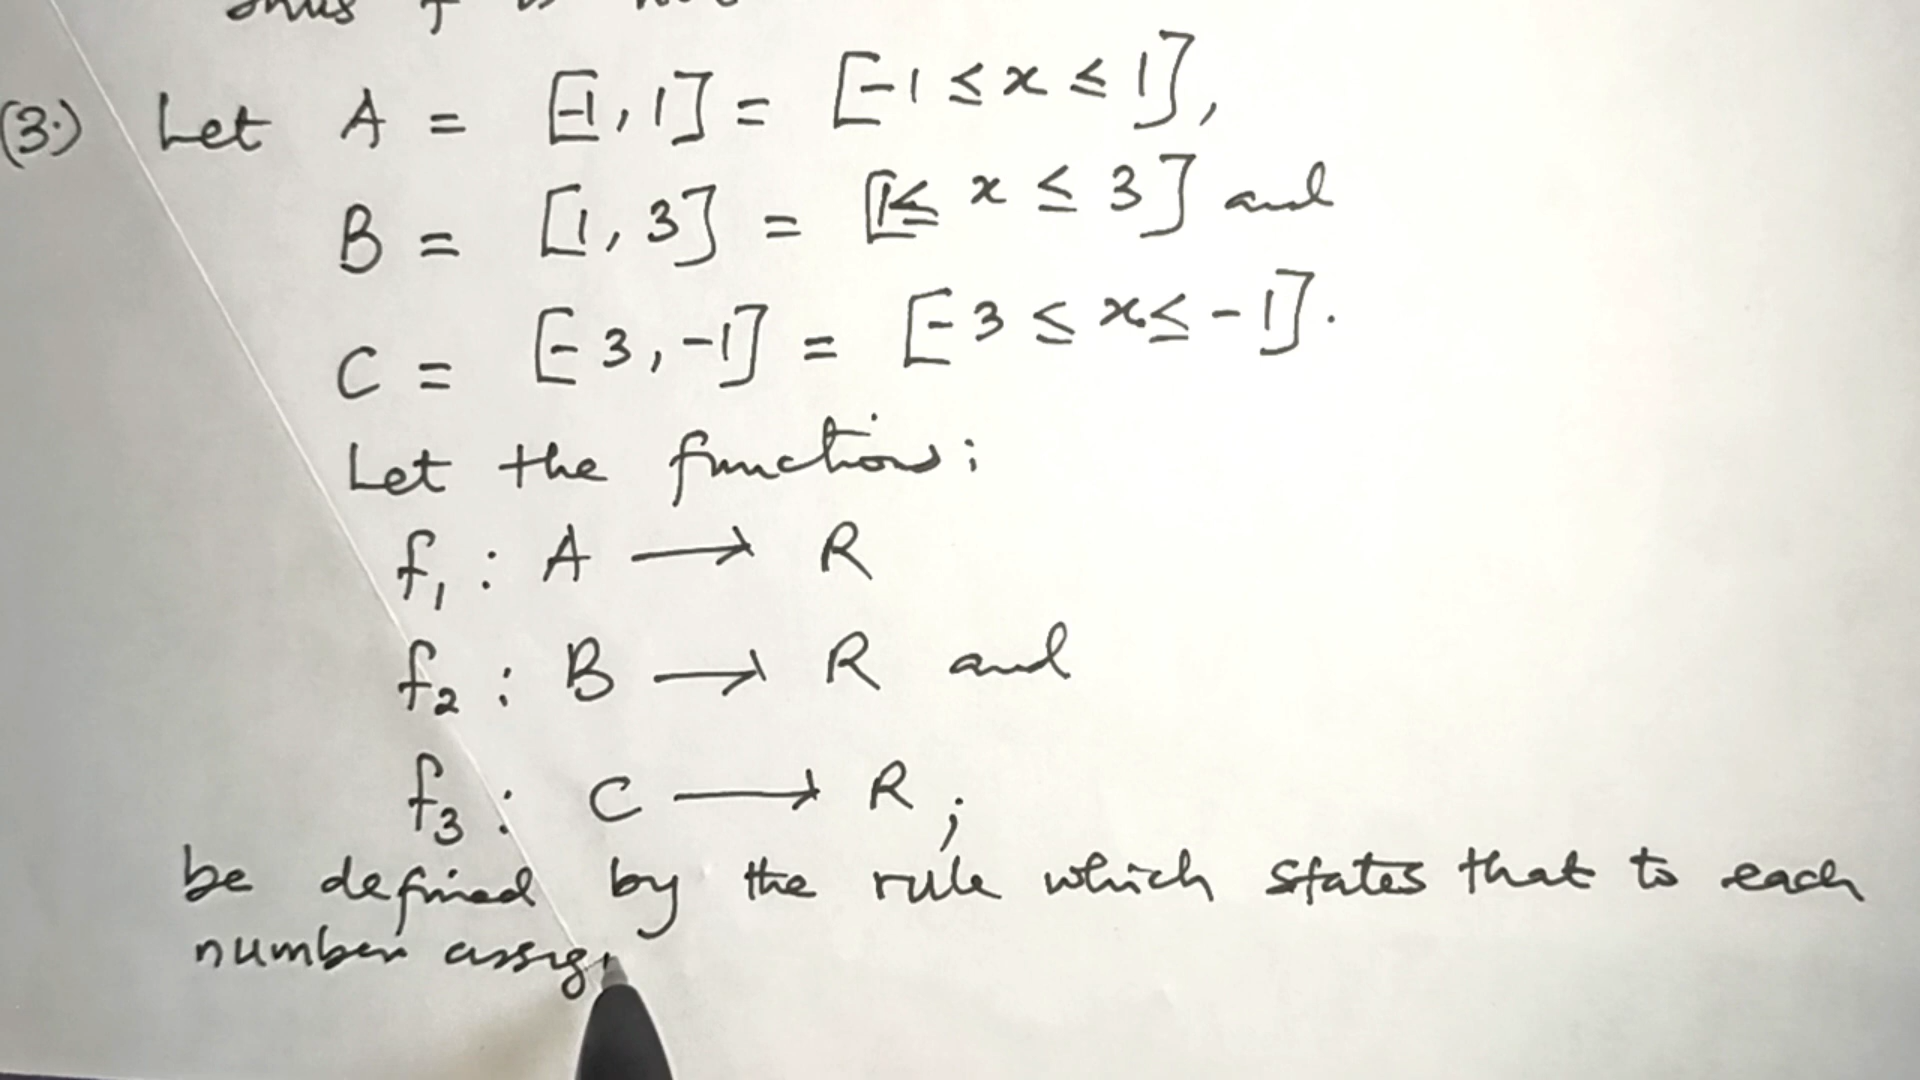 (3.) Let A = [-1, 1] = [-1 ≤ x ≤ 1],
B = [1, 3] = [1 ≤ x ≤ 3] and
C = [-3, -1] = [-3 ≤ x ≤ -1].
Let the functions:
f₁ : A ⟶ R
f₂ : B ⟶ R and
f₃ : C ⟶ R ;
be defined by the rule which states that to each
number assig